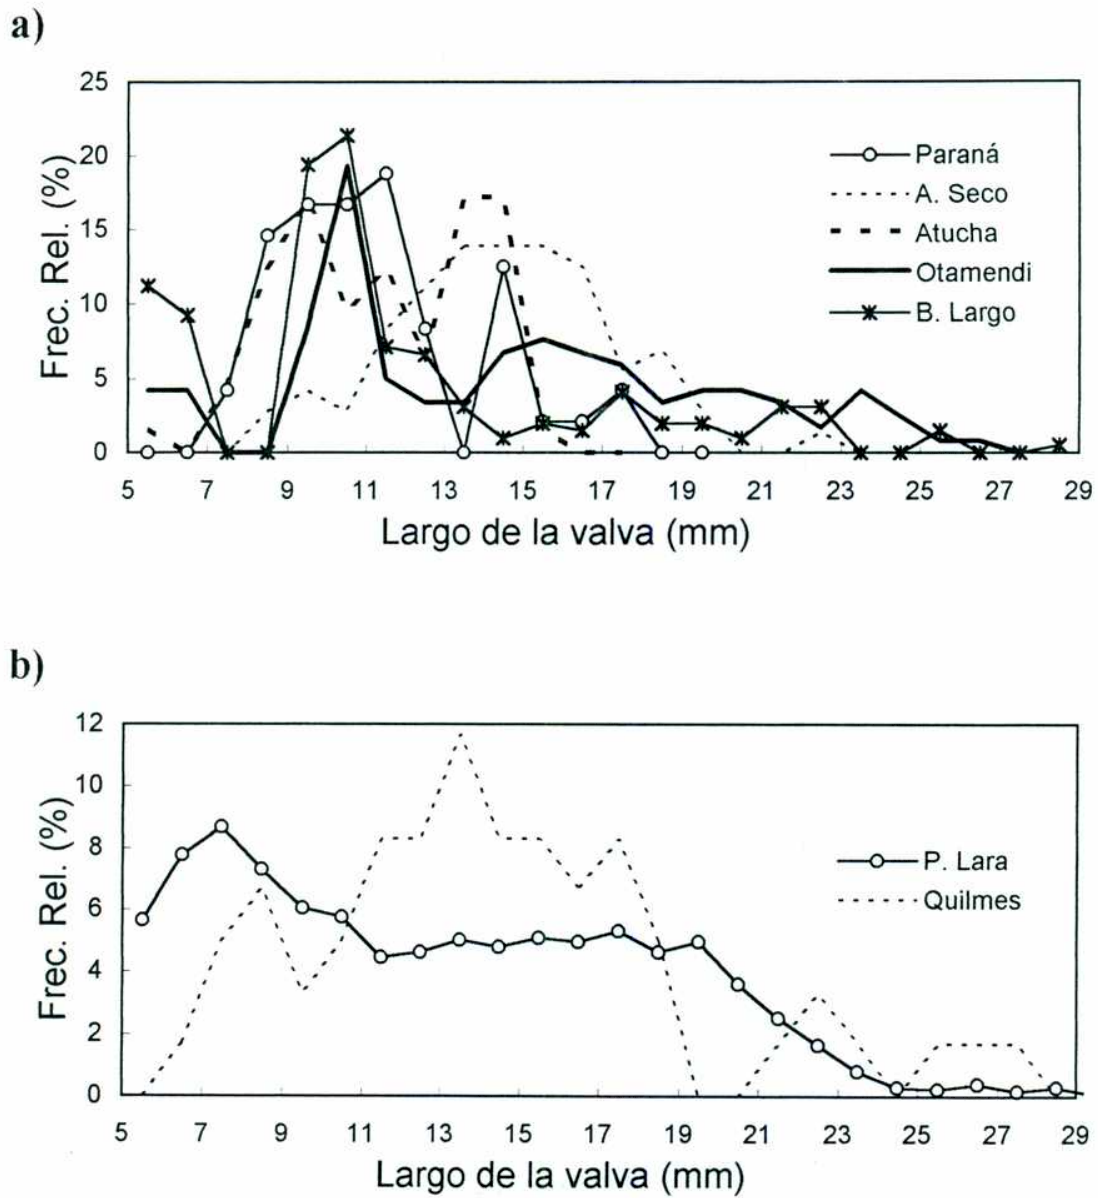 a)
25
20
15
10
5
0
Frec. Rel. (%)
Paraná
A. Seco
Atucha
Otamendi
B. Largo
5 7 9 11 13 15 17 19 21 23 25 27 29
Largo de la valva (mm)
b)
12
10
8
6
4
2
0
Frec. Rel. (%)
P. Lara
Quilmes
5 7 9 11 13 15 17 19 21 23 25 27 29
Largo de la valva (mm)